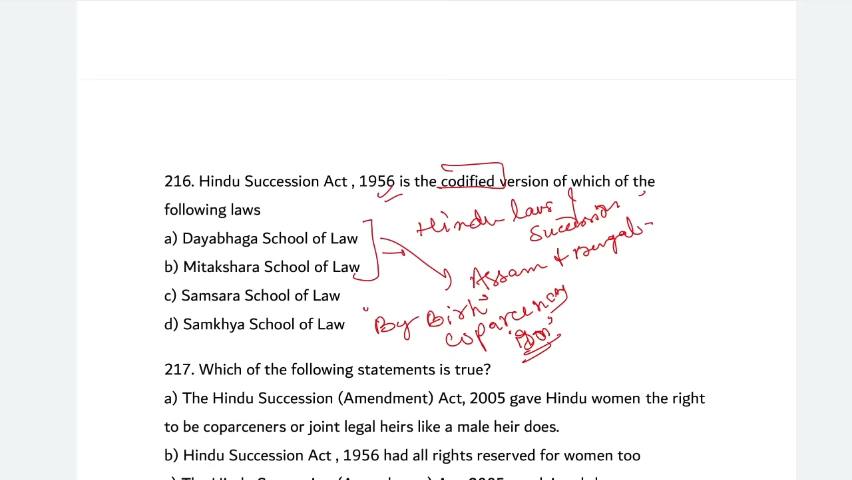 216. Hindu Succession Act , 1956 is the codified version of which of the
following laws
Hindu laws
Succession
a) Dayabhaga School of Law
Assam & Bengal
b) Mitakshara School of Law
c) Samsara School of Law
"By Birth"
coparcency
d) Samkhya School of Law
217. Which of the following statements is true?
a) The Hindu Succession (Amendment) Act, 2005 gave Hindu women the right
to be coparceners or joint legal heirs like a male heir does.
b) Hindu Succession Act , 1956 had all rights reserved for women too